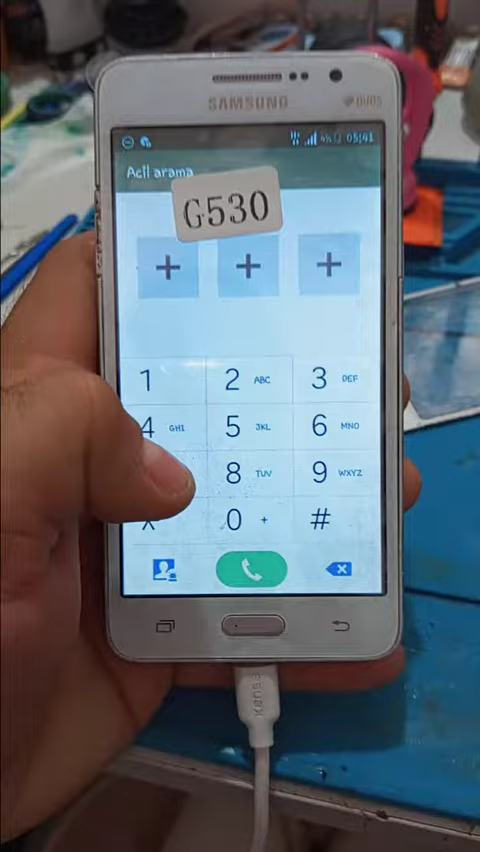 SAMSUNG
DUOS
4% 05:41
Acil arama
G530
+ + +
1 2 ABC 3 DEF
4 GHI 5 JKL 6 MNO
8 TUV 9 WXYZ
0 + #